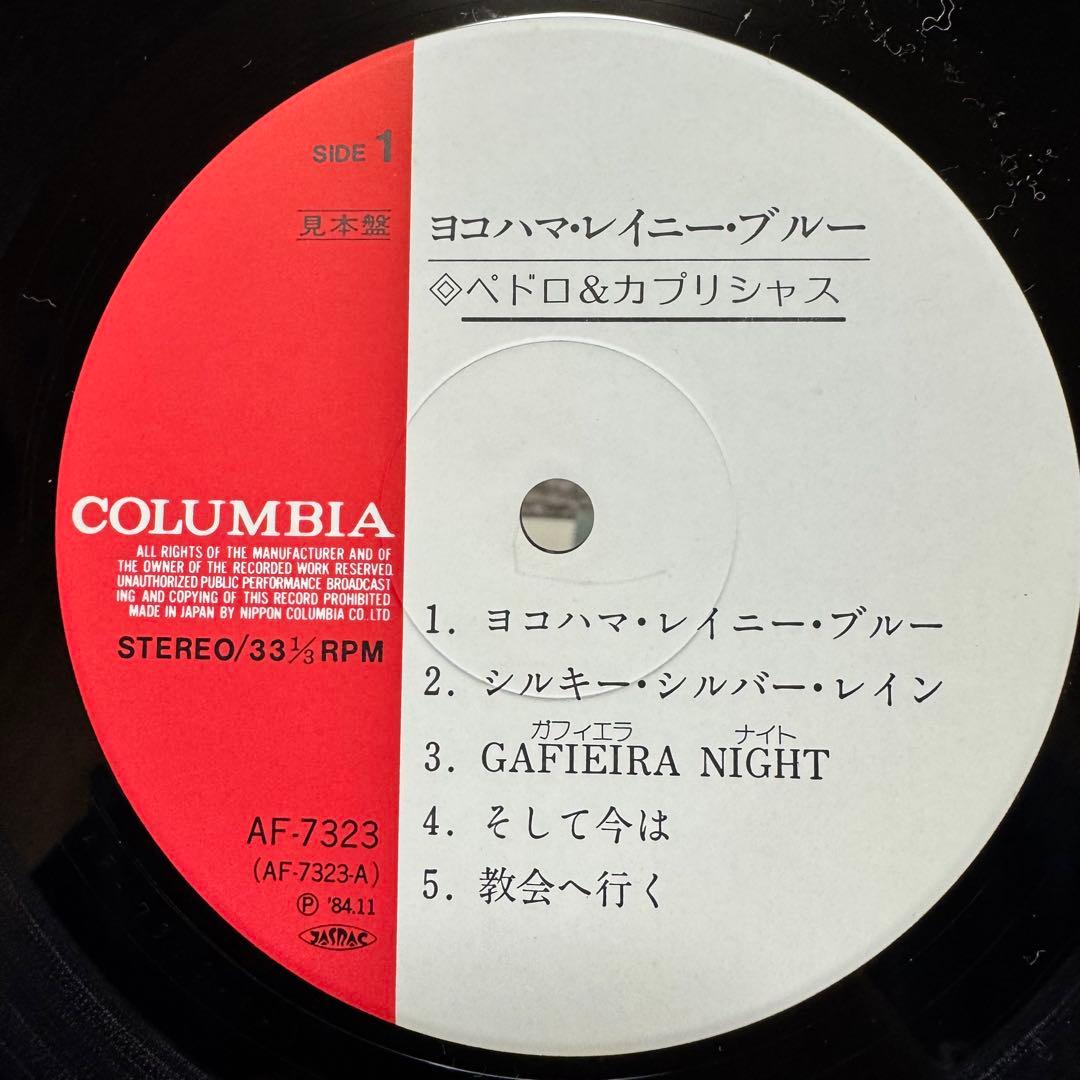 SIDE 1
見本盤
ヨコハマ・レイニー・ブルー
◈ペドロ&カプリシャス
COLUMBIA
ALL RIGHTS OF THE MANUFACTURER AND OF
THE OWNER OF THE RECORDED WORK RESERVED.
UNAUTHORIZED PUBLIC PERFORMANCE BROADCAST
ING AND COPYING OF THIS RECORD PROHIBITED
MADE IN JAPAN BY NIPPON COLUMBIA CO.,LTD
STEREO/33⅓RPM
1. ヨコハマ・レイニー・ブルー
2. シルキー・シルバー・レイン
ガフィエラ ナイト
3. GAFIEIRA NIGHT
4. そして今は
5. 教会へ行く
AF-7323
(AF-7323-A)
Ⓟ '84.11
JASRAC